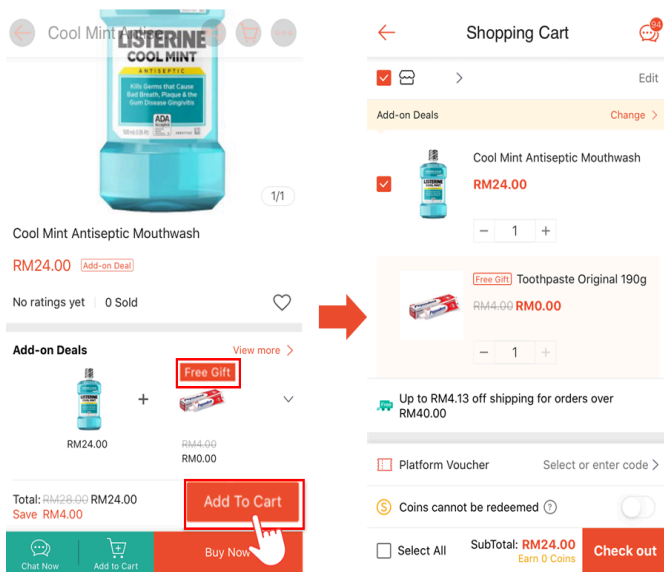 Cool Mint Antise
LISTERINE
COOL MINT
ANTISEPTIC
Kills Germs that Cause
Bad Breath, Plaque & the
Gum Disease Gingivitis
ADA
Accepted
1/1
Cool Mint Antiseptic Mouthwash
RM24.00 Add-on Deal
No ratings yet 0 Sold
Add-on Deals View more >
Free Gift
+
RM24.00
RM4.00
RM0.00
Total: RM28.00 RM24.00
Save RM4.00
Add To Cart
Chat Now
Add to Cart
Buy Now
Shopping Cart
94
Edit
Add-on Deals Change >
Cool Mint Antiseptic Mouthwash
RM24.00
− 1 +
Free Gift Toothpaste Original 190g
RM4.00 RM0.00
− 1 +
Free
Up to RM4.13 off shipping for orders over
RM40.00
Platform Voucher Select or enter code >
S Coins cannot be redeemed ?
Select All
SubTotal: RM24.00
Earn 0 Coins
Check out